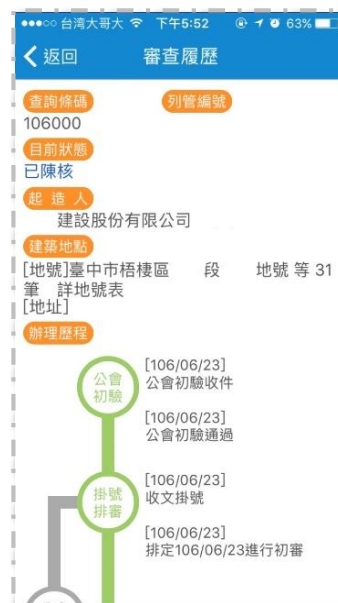 台湾大哥大 下午5:52 63%
返回 審查履歷
查詢條碼 列管編號
106000
目前狀態
已陳核
起造人
建設股份有限公司
建築地點
[地號]臺中市梧棲區 段 地號 等 31
筆 詳地號表
[地址]
辦理歷程
公會
初驗
[106/06/23]
公會初驗收件
[106/06/23]
公會初驗通過
掛號
排審
[106/06/23]
收文掛號
[106/06/23]
排定106/06/23進行初審